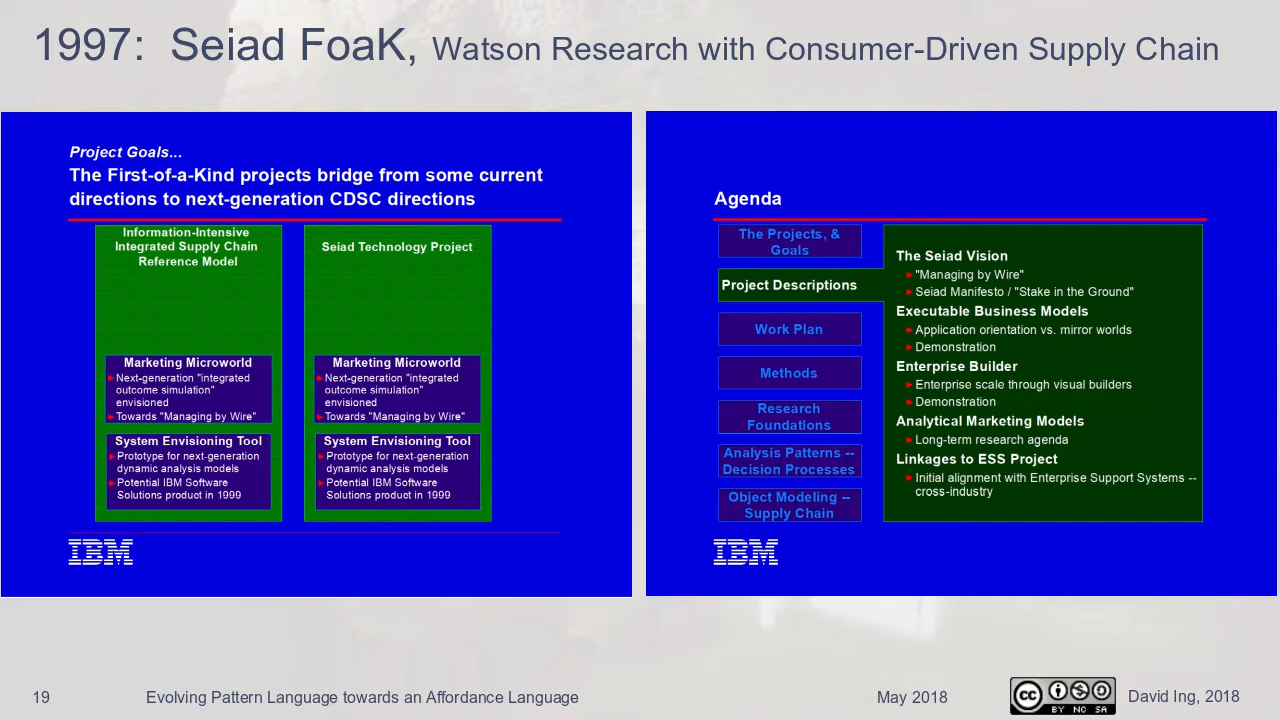 1997: Seiad FoaK, Watson Research with Consumer-Driven Supply Chain
Project Goals...
The First-of-a-Kind projects bridge from some current
directions to next-generation CDSC directions
Information-Intensive
Integrated Supply Chain
Reference Model
Marketing Microworld
Next-generation "integrated
outcome simulation"
envisioned
Towards "Managing by Wire"
System Envisioning Tool
Prototype for next-generation
dynamic analysis models
Potential IBM Software
Solutions product in 1999
Seiad Technology Project
Marketing Microworld
Next-generation "integrated
outcome simulation"
envisioned
Towards "Managing by Wire"
System Envisioning Tool
Prototype for next-generation
dynamic analysis models
Potential IBM Software
Solutions product in 1999
IBM
Agenda
The Projects, &
Goals
Project Descriptions
Work Plan
Methods
Research
Foundations
Analysis Patterns --
Decision Processes
Object Modeling --
Supply Chain
The Seiad Vision
"Managing by Wire"
Seiad Manifesto / "Stake in the Ground"
Executable Business Models
Application orientation vs. mirror worlds
Demonstration
Enterprise Builder
Enterprise scale through visual builders
Demonstration
Analytical Marketing Models
Long-term research agenda
Linkages to ESS Project
Initial alignment with Enterprise Support Systems --
cross-industry
IBM
19
Evolving Pattern Language towards an Affordance Language
May 2018
cc
BY NC SA
David Ing, 2018